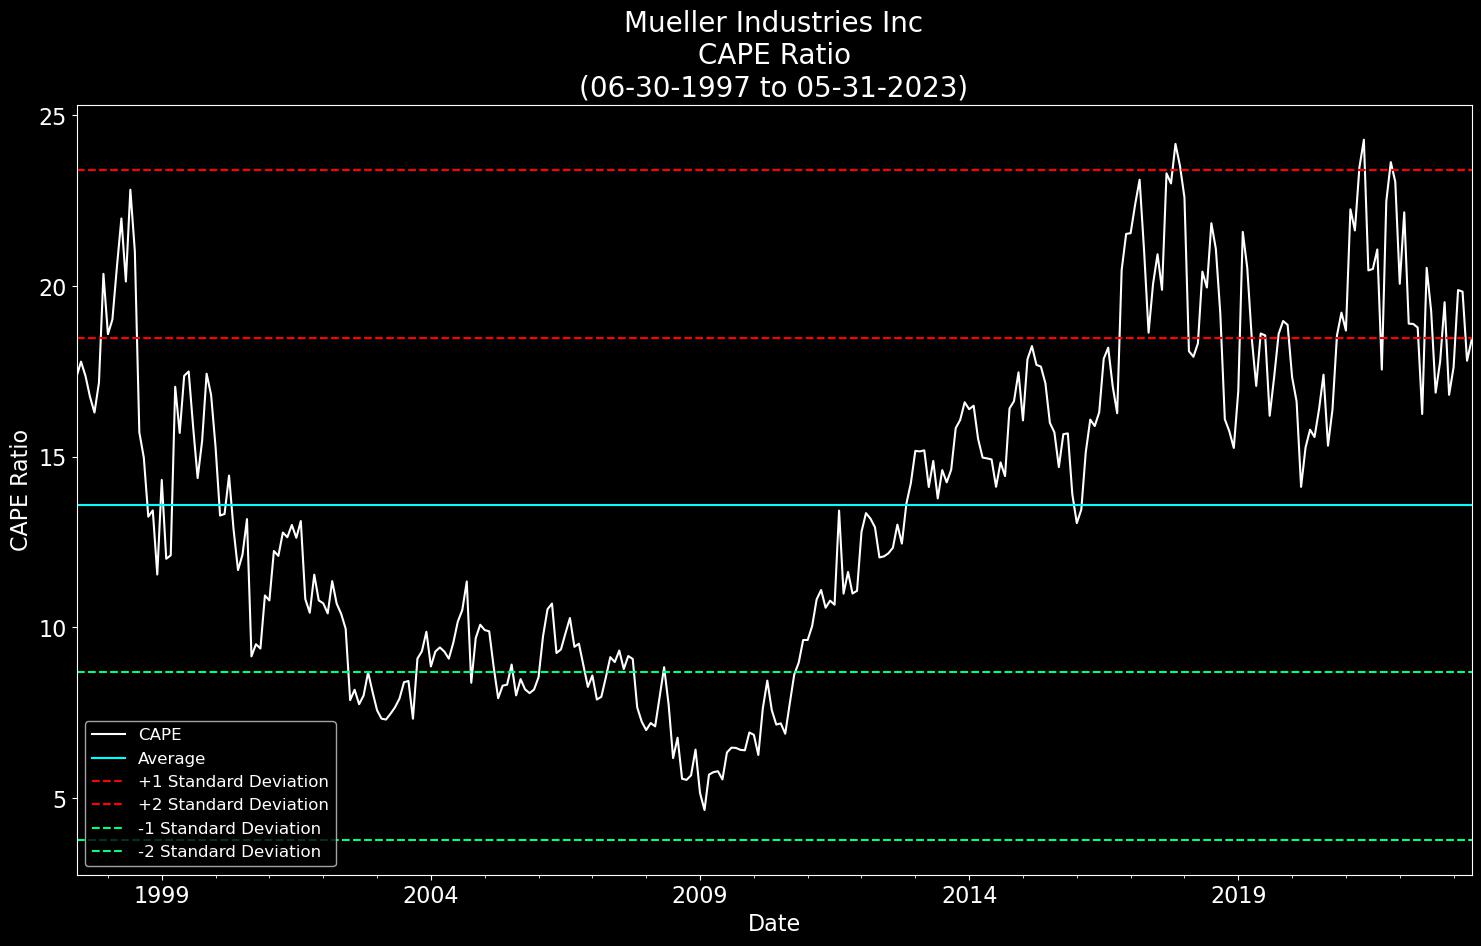 Mueller Industries Inc
CAPE Ratio
(06-30-1997 to 05-31-2023)
25
20
15
10
5
CAPE Ratio
CAPE
Average
+1 Standard Deviation
+2 Standard Deviation
-1 Standard Deviation
-2 Standard Deviation
1999
2004
2009
2014
2019
Date